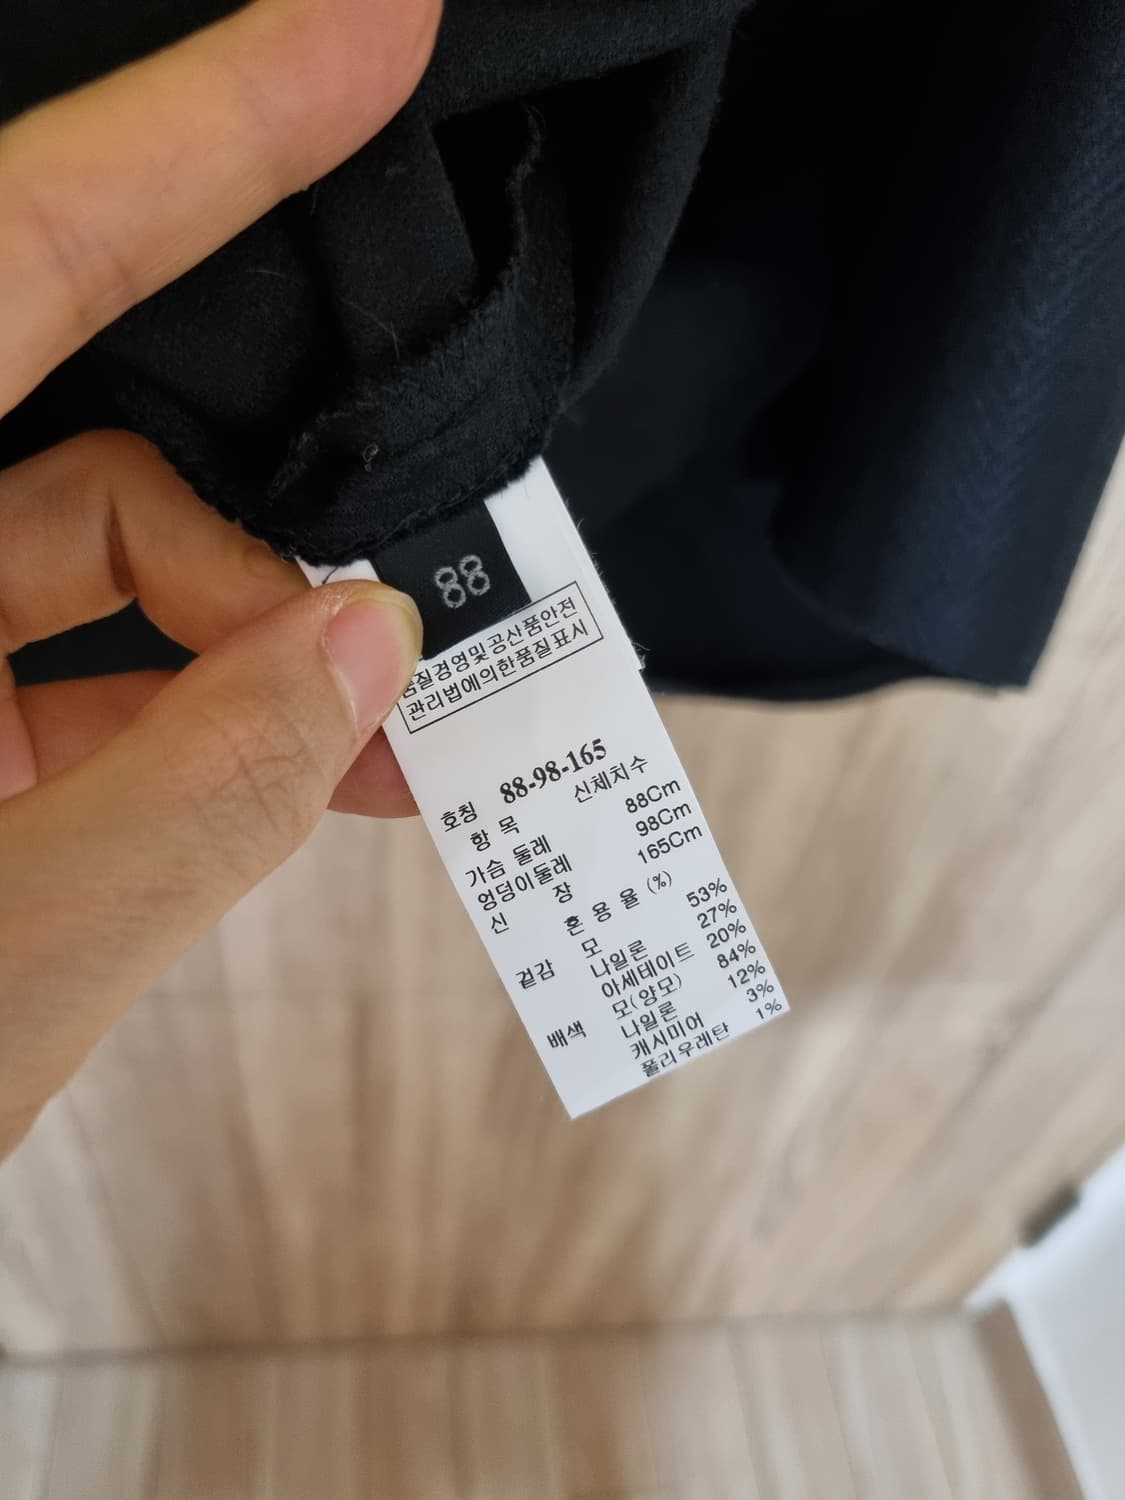 88
품질경영및공산품안전
관리법에의한품질표시
호칭 88-98-165
항 목 신체치수
가슴 둘레 88Cm
엉덩이둘레 98Cm
신 장 165Cm
혼 용 율 (%)
겉감 모 53%
나일론 27%
아세테이트 20%
배색 모(양모) 84%
나일론 12%
캐시미어 3%
폴리우레탄 1%